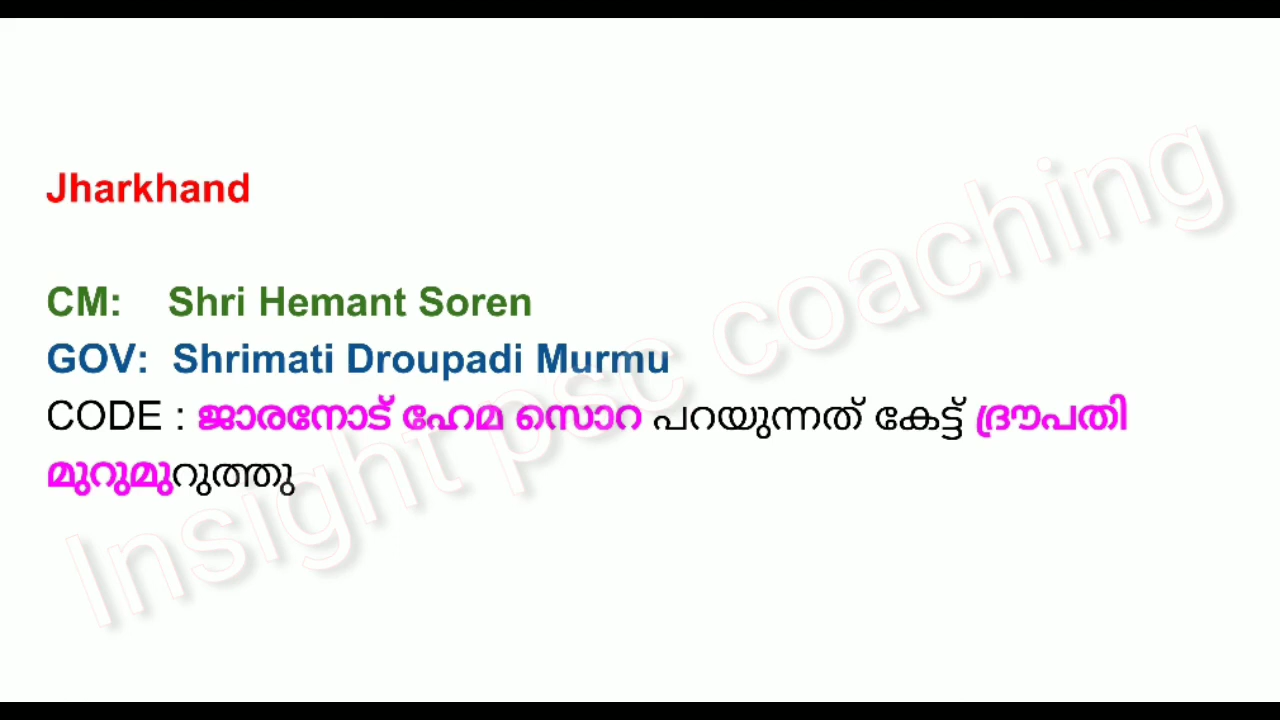 Jharkhand
CM: Shri Hemant Soren
GOV: Shrimati Droupadi Murmu
CODE : ജാരനോട് ഹേമ സൊറ പറയുന്നത് കേട്ട് ദ്രൗപതി
മുറുമുറുത്തു
Insight psc coaching